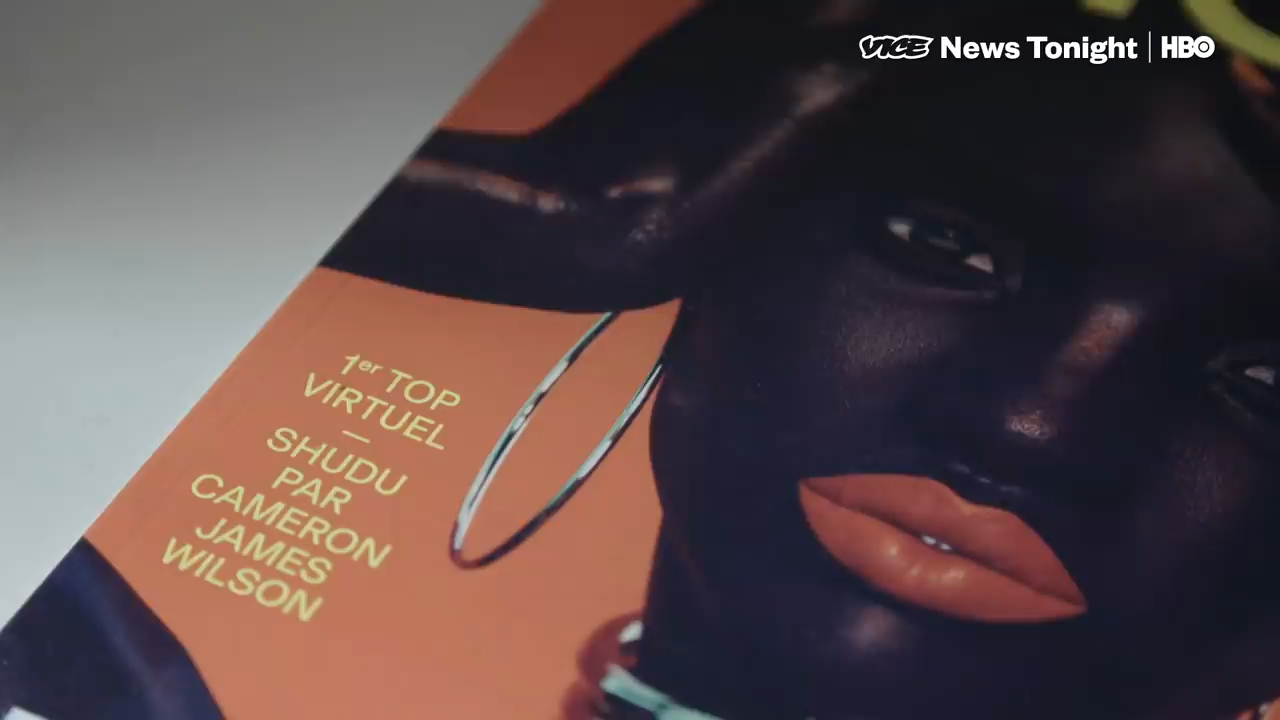 VICE News Tonight | HBO
1er TOP
VIRTUEL
—
SHUDU
PAR
CAMERON
JAMES
WILSON